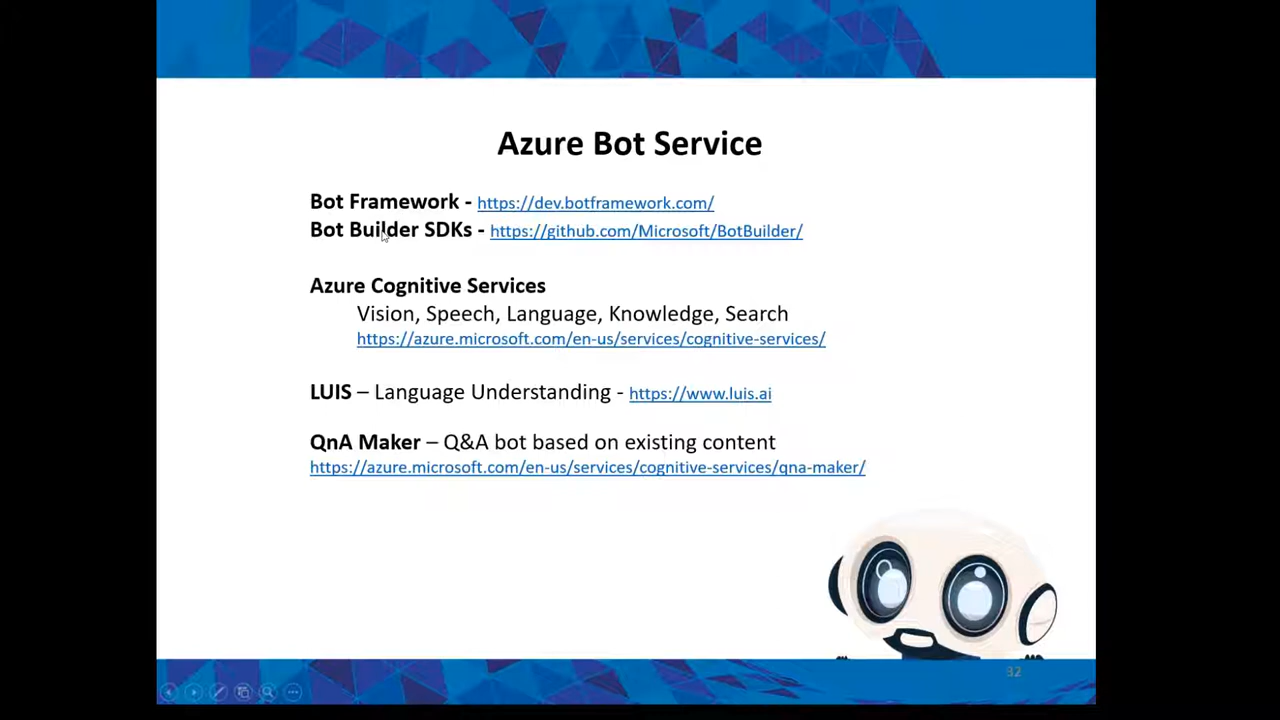 Azure Bot Service
Bot Framework - https://dev.botframework.com/
Bot Builder SDKs - https://github.com/Microsoft/BotBuilder/
Azure Cognitive Services
Vision, Speech, Language, Knowledge, Search
https://azure.microsoft.com/en-us/services/cognitive-services/
LUIS – Language Understanding - https://www.luis.ai
QnA Maker – Q&A bot based on existing content
https://azure.microsoft.com/en-us/services/cognitive-services/qna-maker/
32